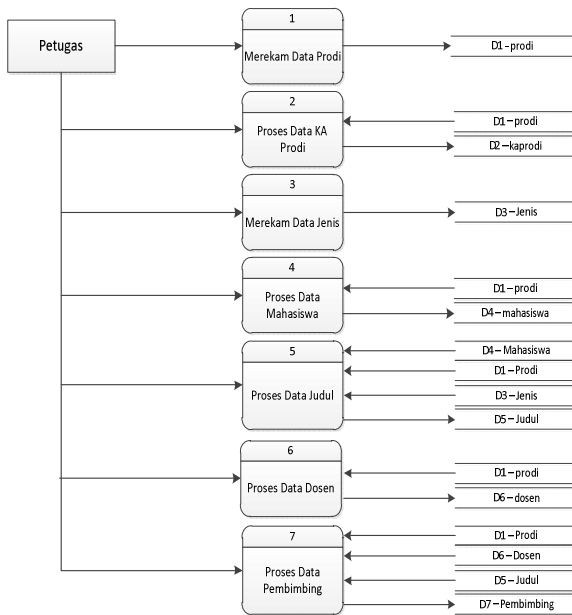 Petugas
1
Merekam Data Prodi
D1-prodi
2
Proses Data KA
Prodi
D1-prodi
D2-kaprodi
3
Merekam Data Jenis
D3-Jenis
4
Proses Data
Mahasiswa
D1-prodi
D4-mahasiswa
5
Proses Data Judul
D4-Mahasiswa
D1-Prodi
D3-Jenis
D5-Judul
6
Proses Data Dosen
D1-prodi
D6-dosen
7
Proses Data
Pembimbing
D1-Prodi
D6-Dosen
D5-Judul
D7-Pembimbing